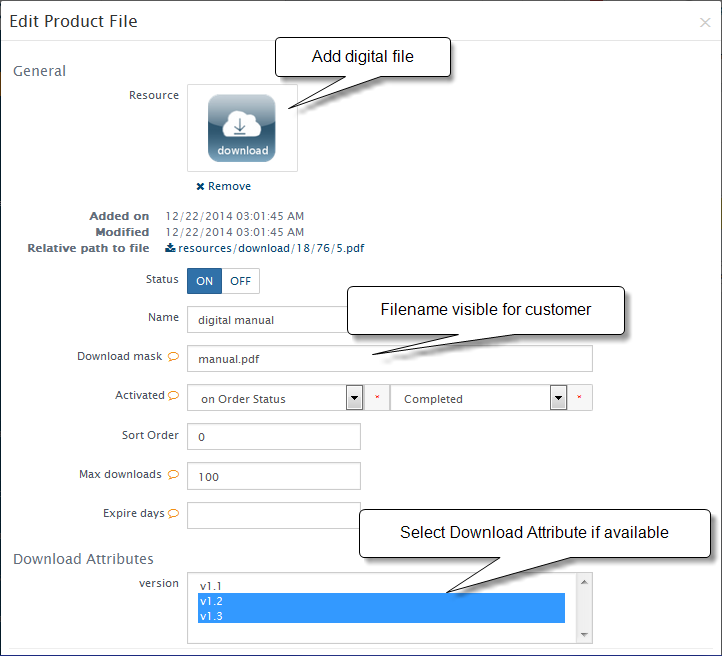 Edit Product File
×
Add digital file
General
Resource
download
✖ Remove
Added on 12/22/2014 03:01:45 AM
Modified 12/22/2014 03:01:45 AM
Relative path to file resources/download/18/76/5.pdf
Status ON OFF
Filename visible for customer
Name digital manual
Download mask manual.pdf
Activated on Order Status * Completed *
Sort Order 0
Max downloads 100
Expire days
Select Download Attribute if available
Download Attributes
version v1.1
v1.2
v1.3